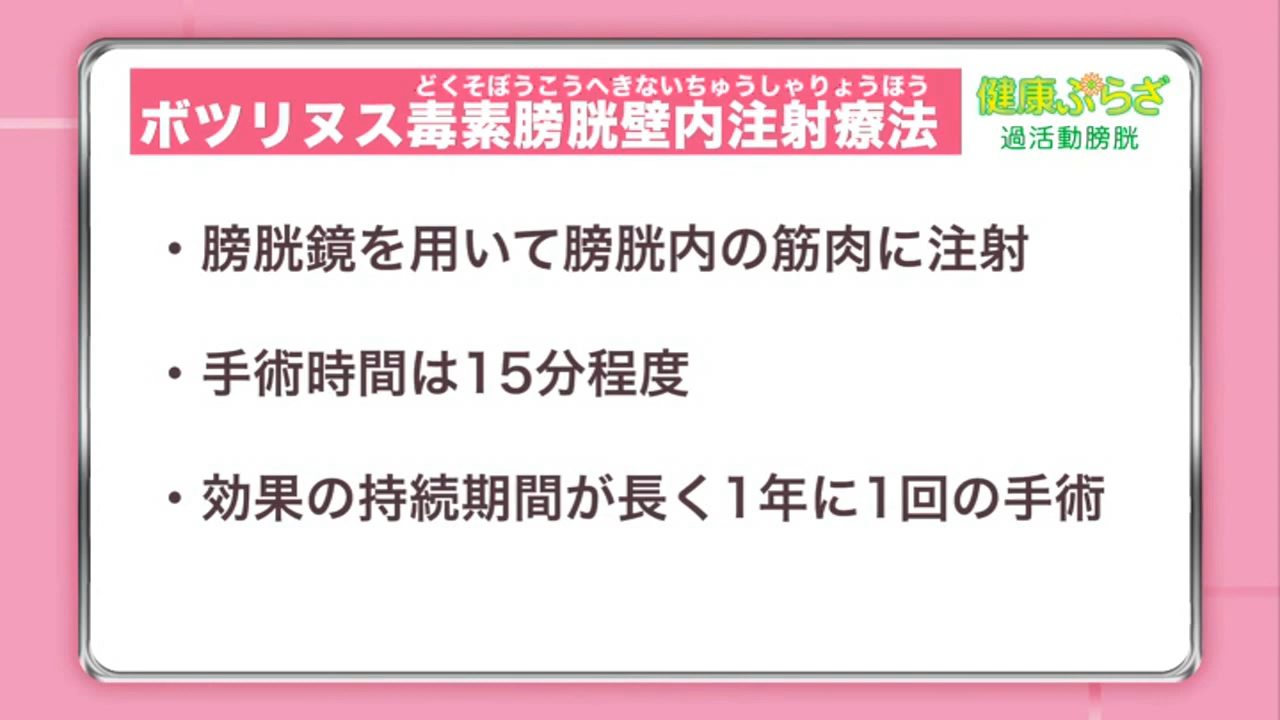 どくそぼうこうへきないちゅうしゃりょうほう
ボツリヌス毒素膀胱壁内注射療法
健康ぷらざ
過活動膀胱
・膀胱鏡を用いて膀胱内の筋肉に注射
・手術時間は15分程度
・効果の持続期間が長く1年に1回の手術